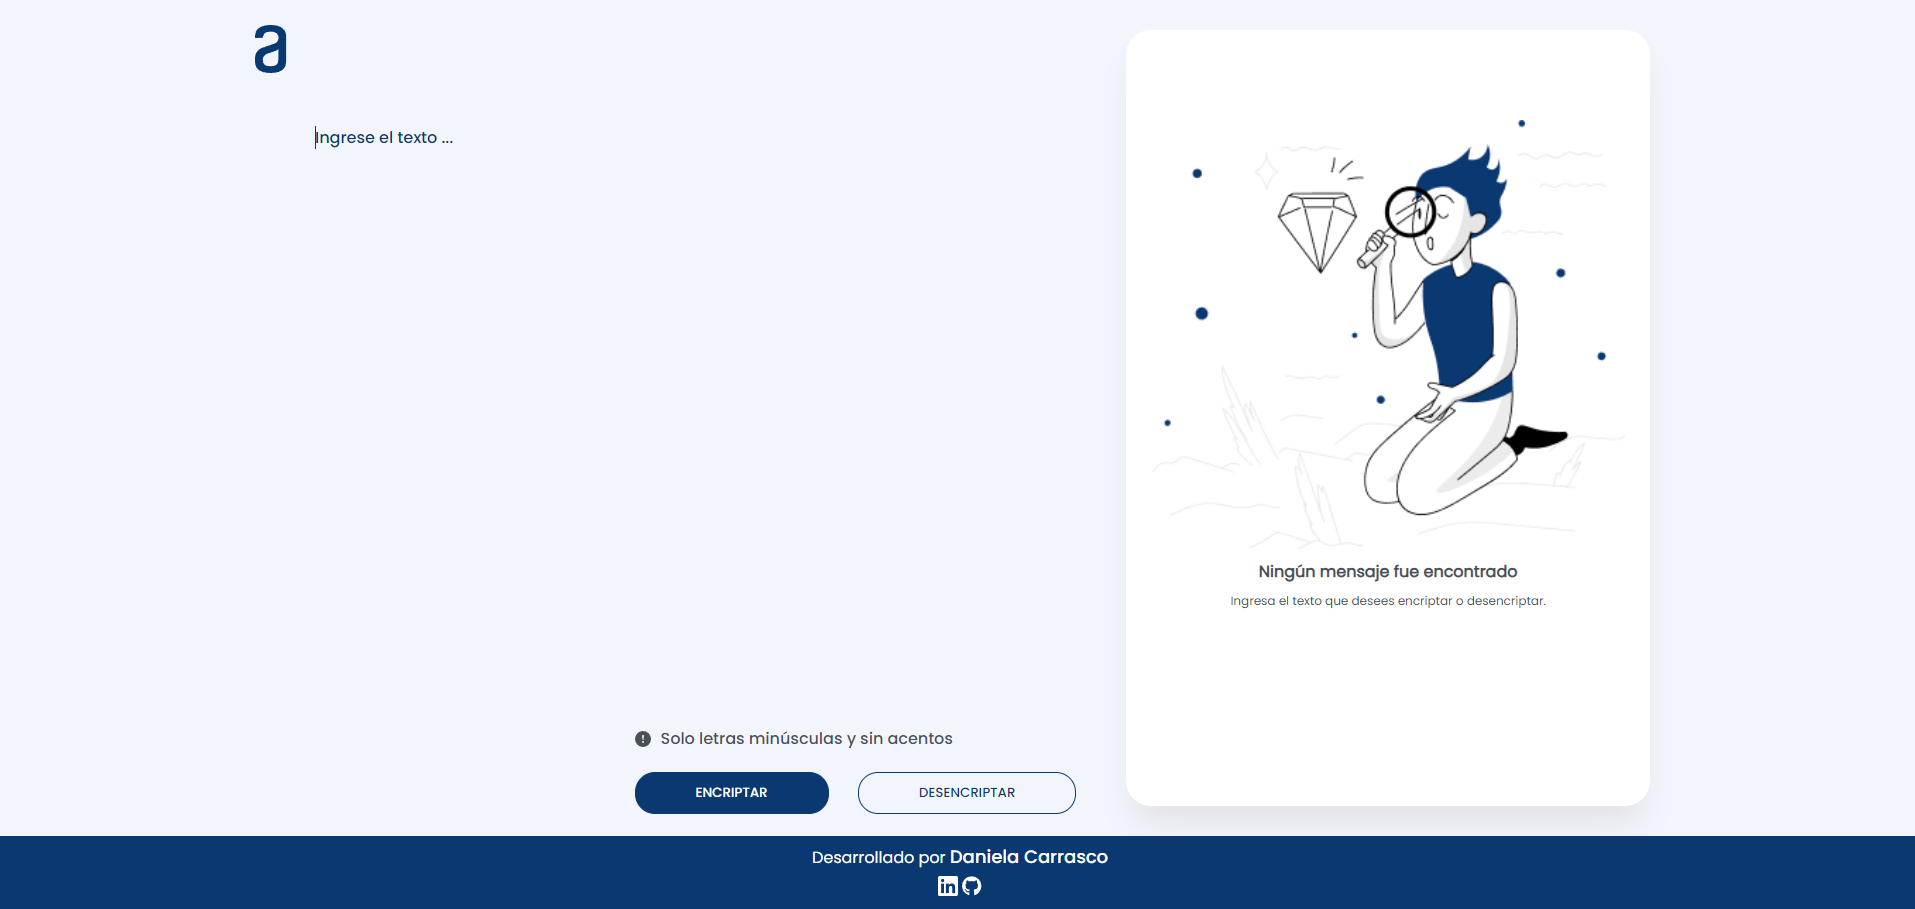 a
Ingrese el texto ...
Ningún mensaje fue encontrado
Ingresa el texto que desees encriptar o desencriptar.
Solo letras minúsculas y sin acentos
ENCRIPTAR
DESENCRIPTAR
Desarrollado por Daniela Carrasco
in